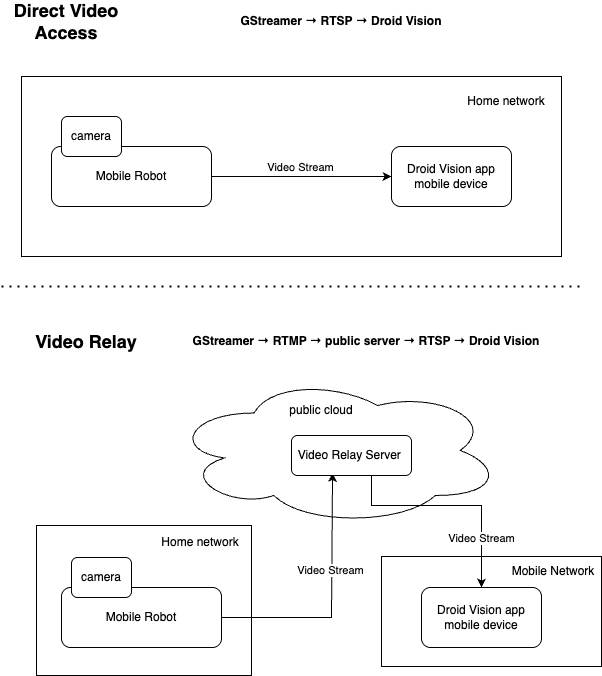 Direct Video
Access
GStreamer → RTSP → Droid Vision
Home network
camera
Mobile Robot
Video Stream
Droid Vision app
mobile device
Video Relay
GStreamer → RTMP → public server → RTSP → Droid Vision
public cloud
Video Relay Server
Home network
camera
Mobile Robot
Video Stream
Video Stream
Mobile Network
Droid Vision app
mobile device